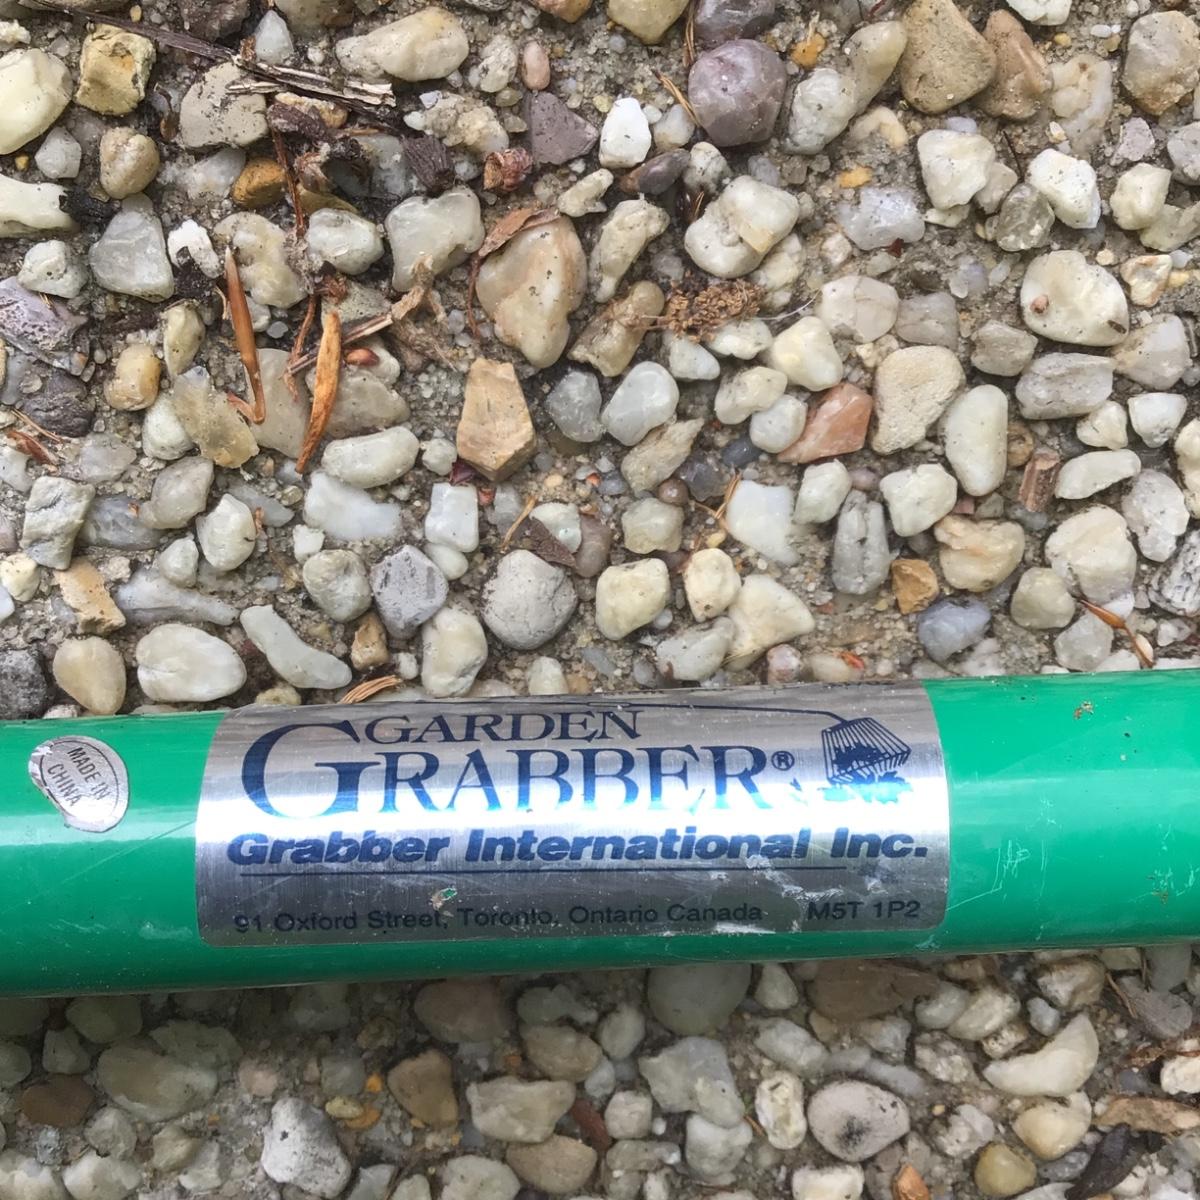 MADE IN
CHINA
GARDEN
GRABBER®
Grabber International Inc.
91 Oxford Street, Toronto, Ontario Canada M5T 1P2